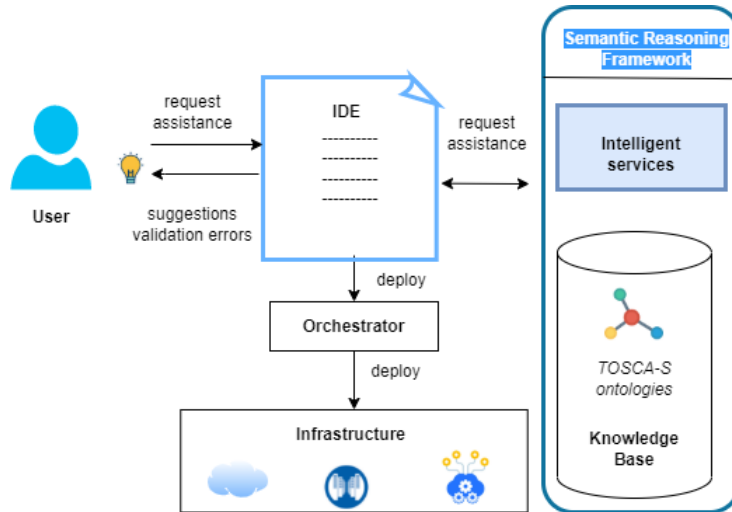 Semantic Reasoning
Framework
request
assistance
IDE
----------
----------
----------
----------
request
assistance
Intelligent
services
User
suggestions
validation errors
deploy
Orchestrator
deploy
TOSCA-S
ontologies
Infrastructure
Knowledge
Base